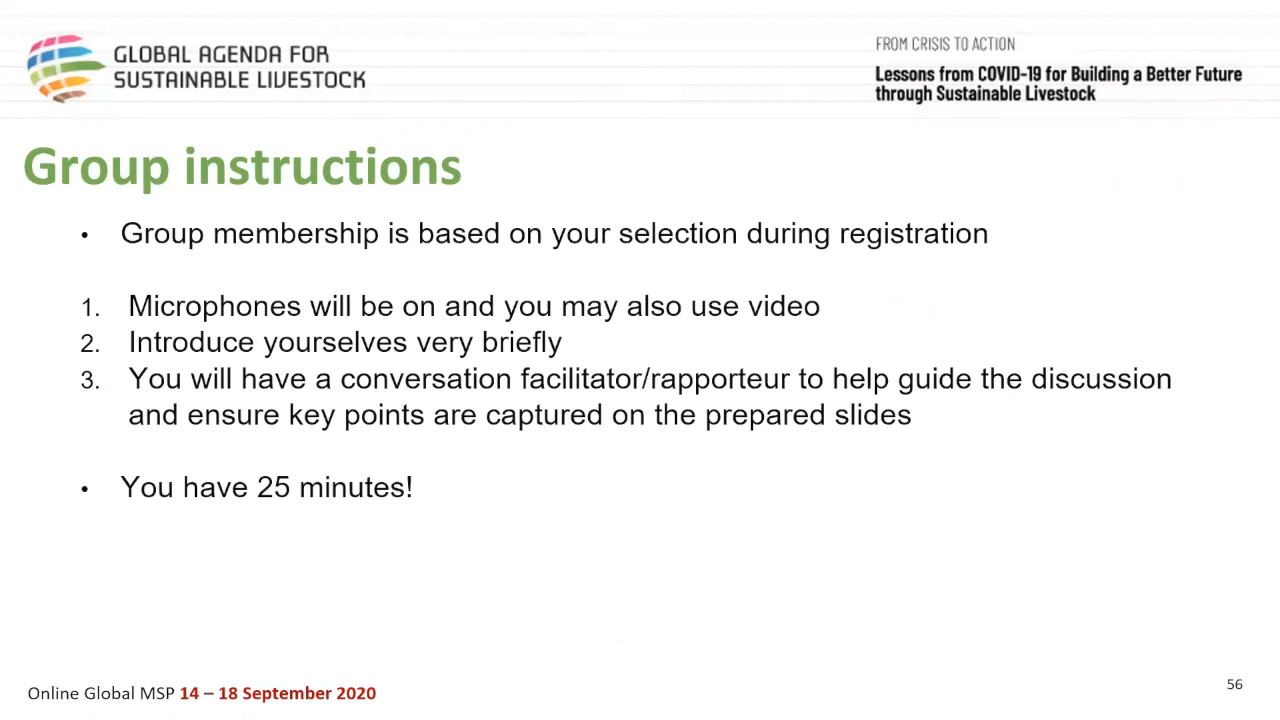 GLOBAL AGENDA FOR
SUSTAINABLE LIVESTOCK
FROM CRISIS TO ACTION
Lessons from COVID-19 for Building a Better Future
through Sustainable Livestock
Group instructions
• Group membership is based on your selection during registration
1. Microphones will be on and you may also use video
2. Introduce yourselves very briefly
3. You will have a conversation facilitator/rapporteur to help guide the discussion
and ensure key points are captured on the prepared slides
• You have 25 minutes!
Online Global MSP 14 – 18 September 2020
56